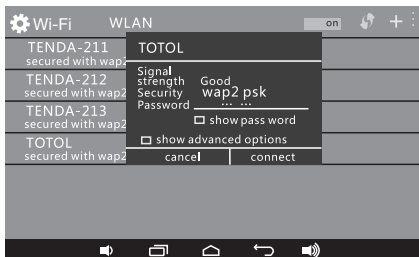 Wi-Fi WLAN on
TENDA-211
secured with wap2
TENDA-212
secured with wap2
TENDA-213
secured with wap2
TOTOL
secured with wap2
TOTOL
Signal
strength Good
Security wap2 psk
Password ... ...
show pass word
show advanced options
cancel connect